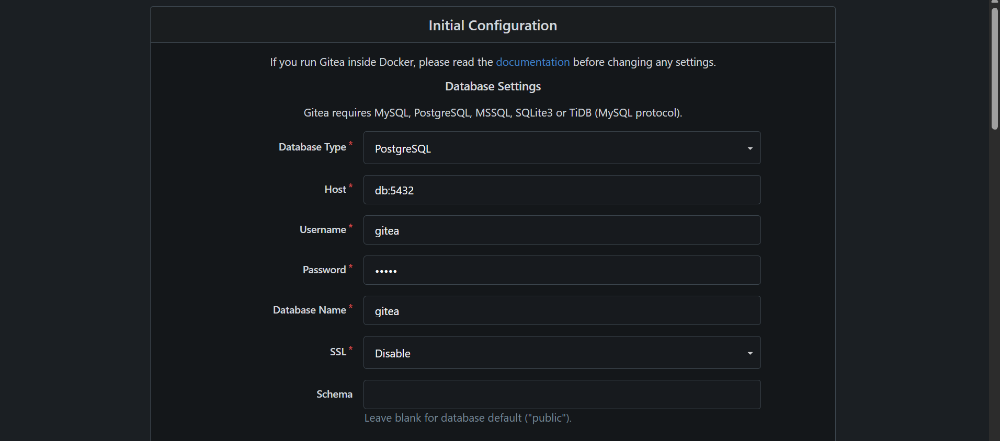 Initial Configuration
If you run Gitea inside Docker, please read the documentation before changing any settings.
Database Settings
Gitea requires MySQL, PostgreSQL, MSSQL, SQLite3 or TiDB (MySQL protocol).
Database Type *
PostgreSQL
Host *
db:5432
Username *
gitea
Password *
•••••
Database Name *
gitea
SSL *
Disable
Schema
Leave blank for database default ("public").